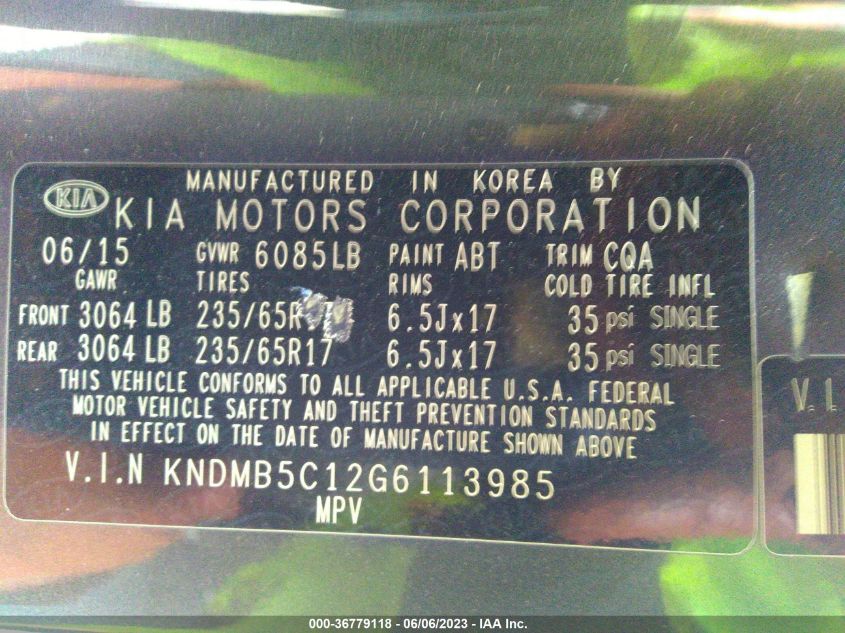 MANUFACTURED IN KOREA BY
KIA KIA MOTORS CORPORATION
06/15 GVWR 6085LB PAINT ABT TRIM CQA
GAWR TIRES RIMS COLD TIRE INFL
FRONT 3064 LB 235/65R 6.5Jx17 35 psi SINGLE
REAR 3064 LB 235/65R17 6.5Jx17 35 psi SINGLE
THIS VEHICLE CONFORMS TO ALL APPLICABLE U.S.A. FEDERAL
MOTOR VEHICLE SAFETY AND THEFT PREVENTION STANDARDS
IN EFFECT ON THE DATE OF MANUFACTURE SHOWN ABOVE
V.I.N KNDMB5C12G6113985
MPV
V.I.
000-36779118 - 06/06/2023 - IAA Inc.